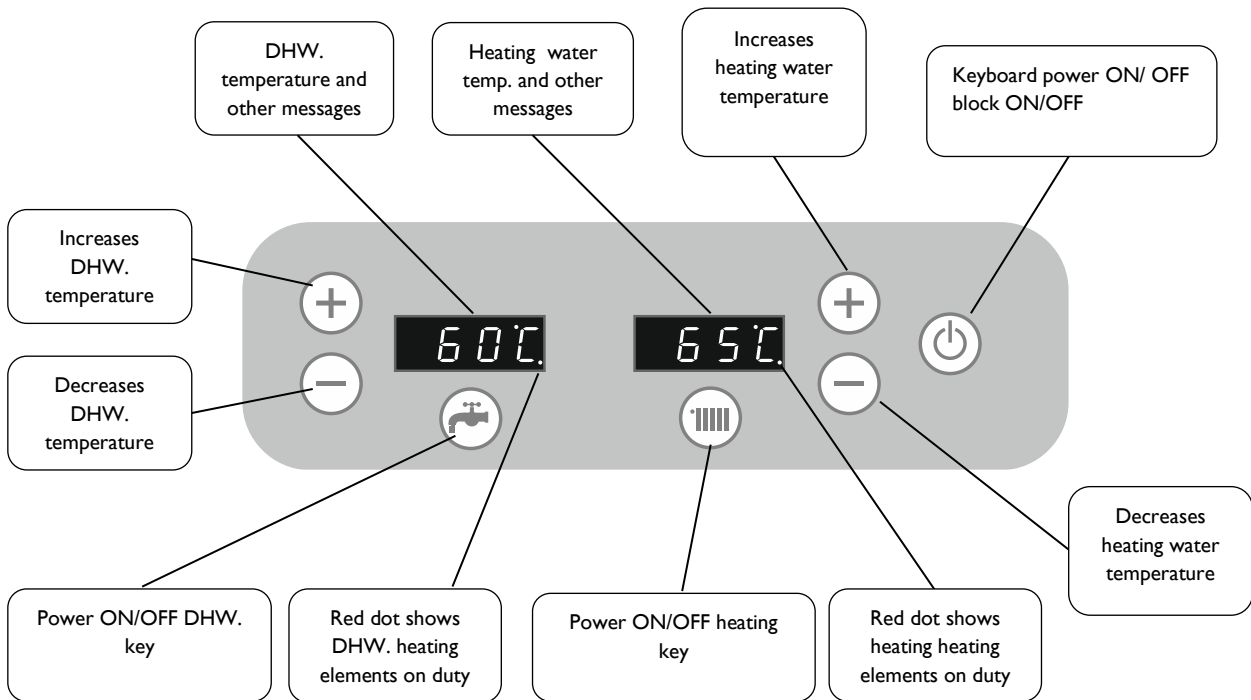 DHW.
temperature and
other messages
Heating water
temp. and other
messages
Increases
heating water
temperature
Keyboard power ON/ OFF
block ON/OFF
Increases
DHW.
temperature
60°C.
65°C.
Decreases
DHW.
temperature
Decreases
heating water
temperature
Power ON/OFF DHW.
key
Red dot shows
DHW. heating
elements on duty
Power ON/OFF heating
key
Red dot shows
heating heating
elements on duty